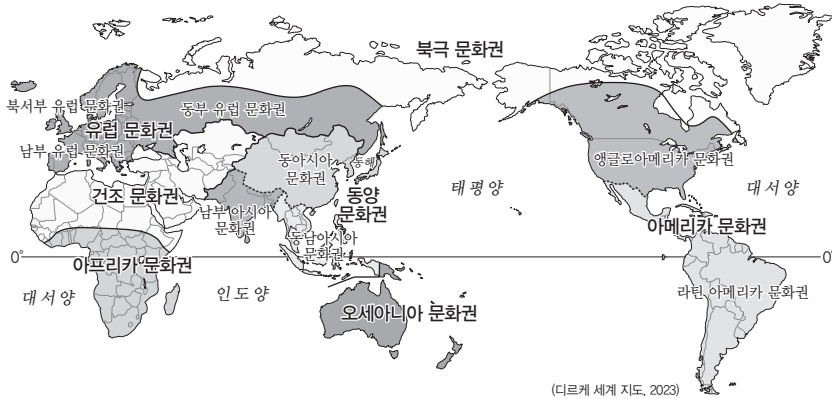 북극 문화권
북서부 유럽 문화권
동부 유럽 문화권
유럽 문화권
남부 유럽 문화권
동아시아
문화권
동해
앵글로아메리카 문화권
건조 문화권
동양
문화권
태평양
대서양
남부 아시아
문화권
동남아시아
문화권
아메리카 문화권
0°
0°
아프리카 문화권
대서양
인도양
라틴 아메리카 문화권
오세아니아 문화권
(디르케 세계 지도, 2023)